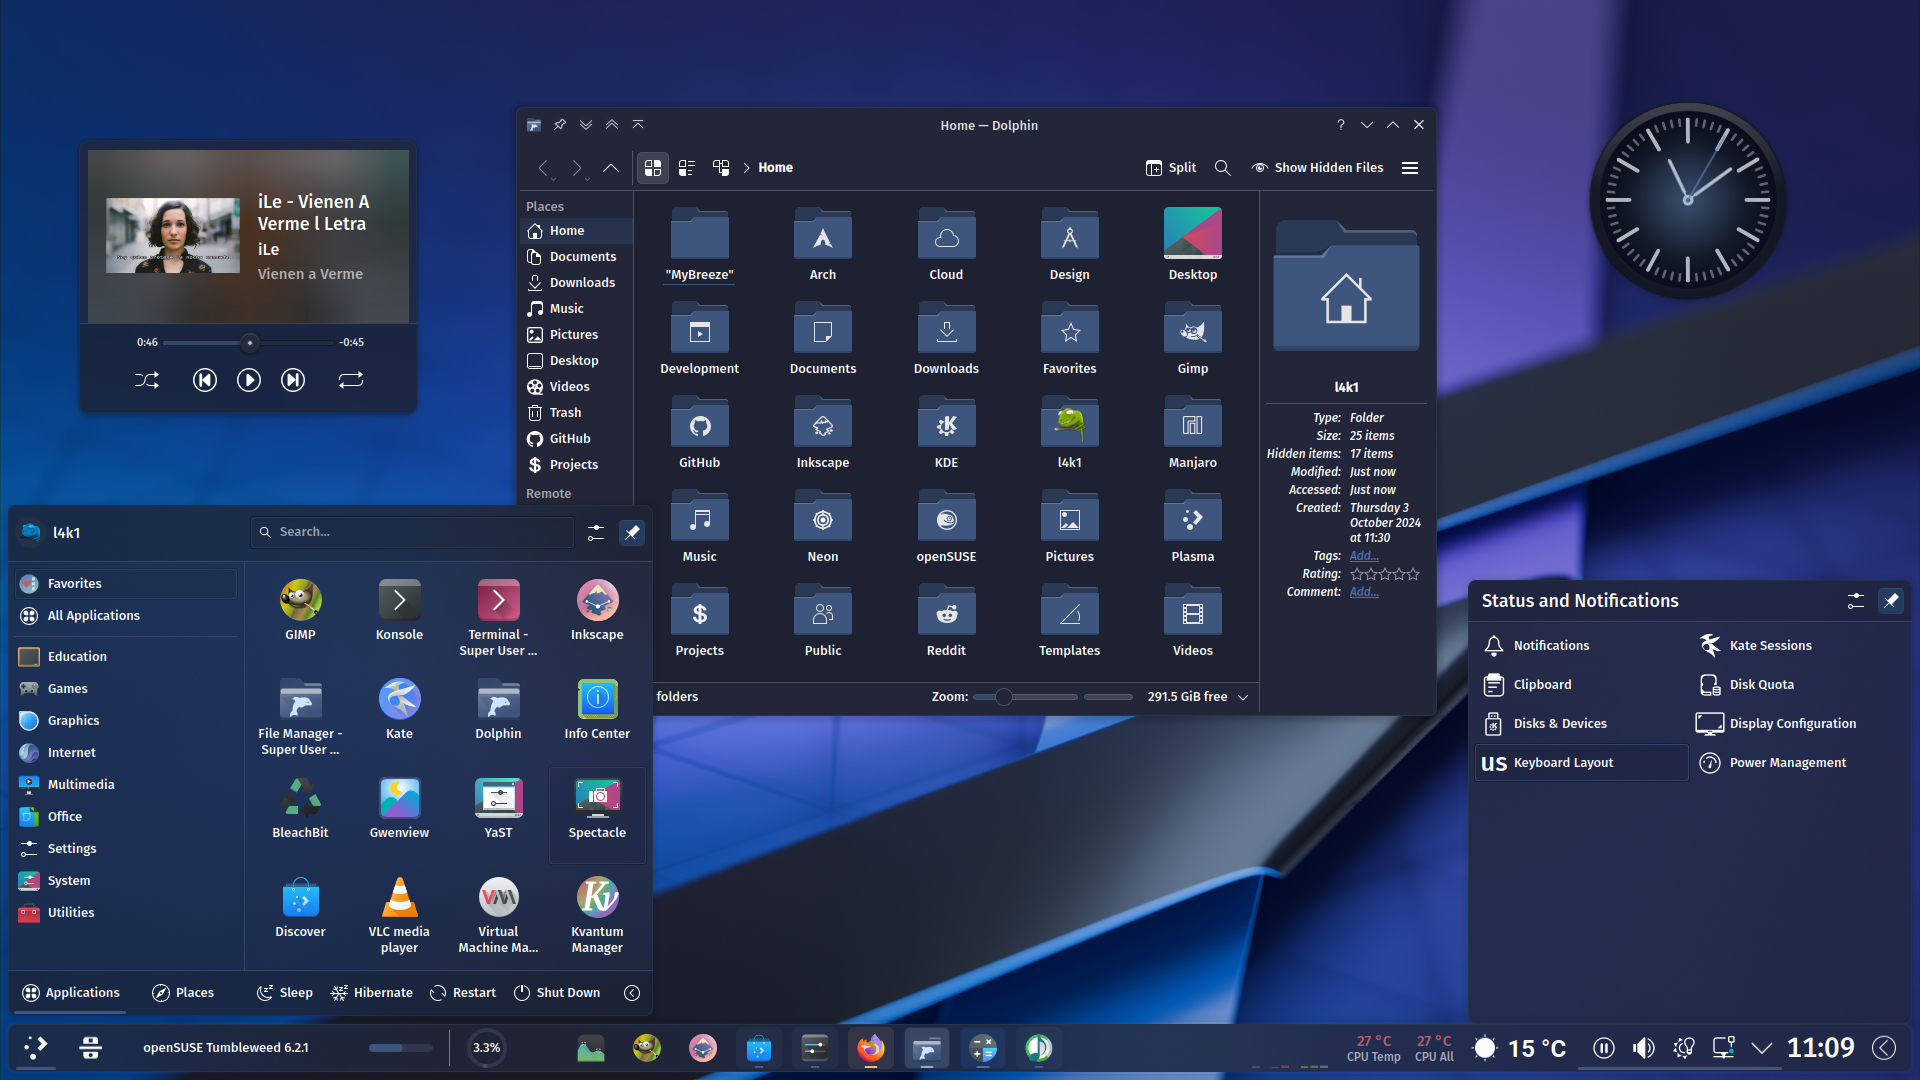 iLe - Vienen A
Verme l Letra
iLe
Vienen a Verme
0:46
-0:45
Home — Dolphin
?
Home
Split
Show Hidden Files
Places
Home
Documents
Downloads
Music
Pictures
Desktop
Videos
Trash
GitHub
Projects
Remote
"MyBreeze"
Arch
Cloud
Design
Desktop
Development
Documents
Downloads
Favorites
Gimp
GitHub
Inkscape
KDE
l4k1
Manjaro
Music
Neon
openSUSE
Pictures
Plasma
Projects
Public
Reddit
Templates
Videos
folders
Zoom:
291.5 GiB free
l4k1
Type: Folder
Size: 25 items
Hidden items: 17 items
Modified: Just now
Accessed: Just now
Created: Thursday 3
October 2024
at 11:30
Tags: Add...
Rating:
Comment: Add...
l4k1
Search...
Favorites
All Applications
Education
Games
Graphics
Internet
Multimedia
Office
Settings
System
Utilities
GIMP
Konsole
Terminal -
Super User ...
Inkscape
File Manager -
Super User ...
Kate
Dolphin
Info Center
BleachBit
Gwenview
YaST
Spectacle
Discover
VLC media
player
Virtual
Machine Ma...
Kvantum
Manager
Applications
Places
Sleep
Hibernate
Restart
Shut Down
Status and Notifications
Notifications
Kate Sessions
Clipboard
Disk Quota
Disks & Devices
Display Configuration
us Keyboard Layout
Power Management
openSUSE Tumbleweed 6.2.1
3.3%
27 °C
CPU Temp
27 °C
CPU All
15 °C
11:09